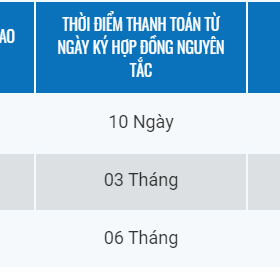 AO
THỜI ĐIỂM THANH TOÁN TỪ
NGÀY KÝ HỢP ĐỒNG NGUYÊN
TẮC
10 Ngày
03 Tháng
06 Tháng